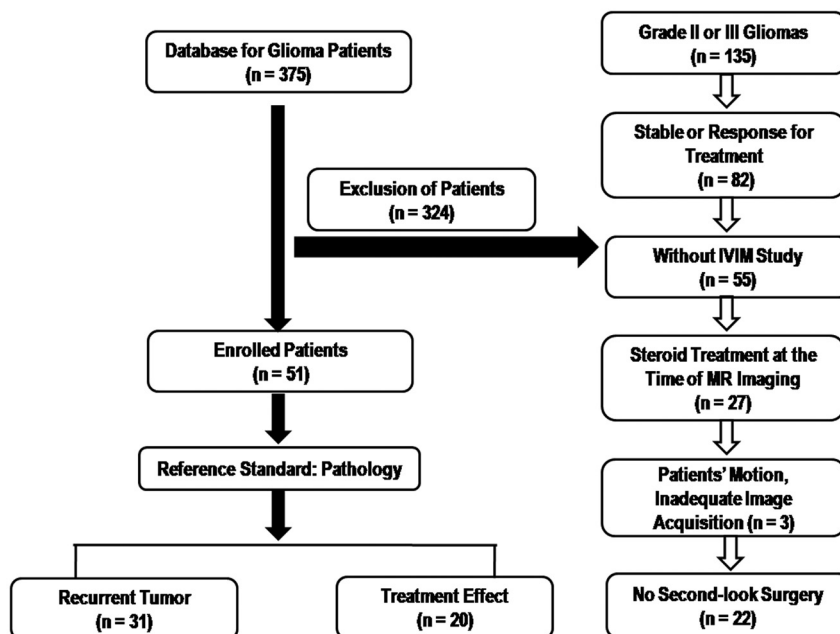 Database for Glioma Patients
(n = 375)
Exclusion of Patients
(n = 324)
Enrolled Patients
(n = 51)
Reference Standard: Pathology
Recurrent Tumor
(n = 31)
Treatment Effect
(n = 20)
Grade II or III Gliomas
(n = 135)
Stable or Response for
Treatment
(n = 82)
Without IVIM Study
(n = 55)
Steroid Treatment at the
Time of MR Imaging
(n = 27)
Patients’ Motion,
Inadequate Image
Acquisition (n = 3)
No Second-look Surgery
(n = 22)